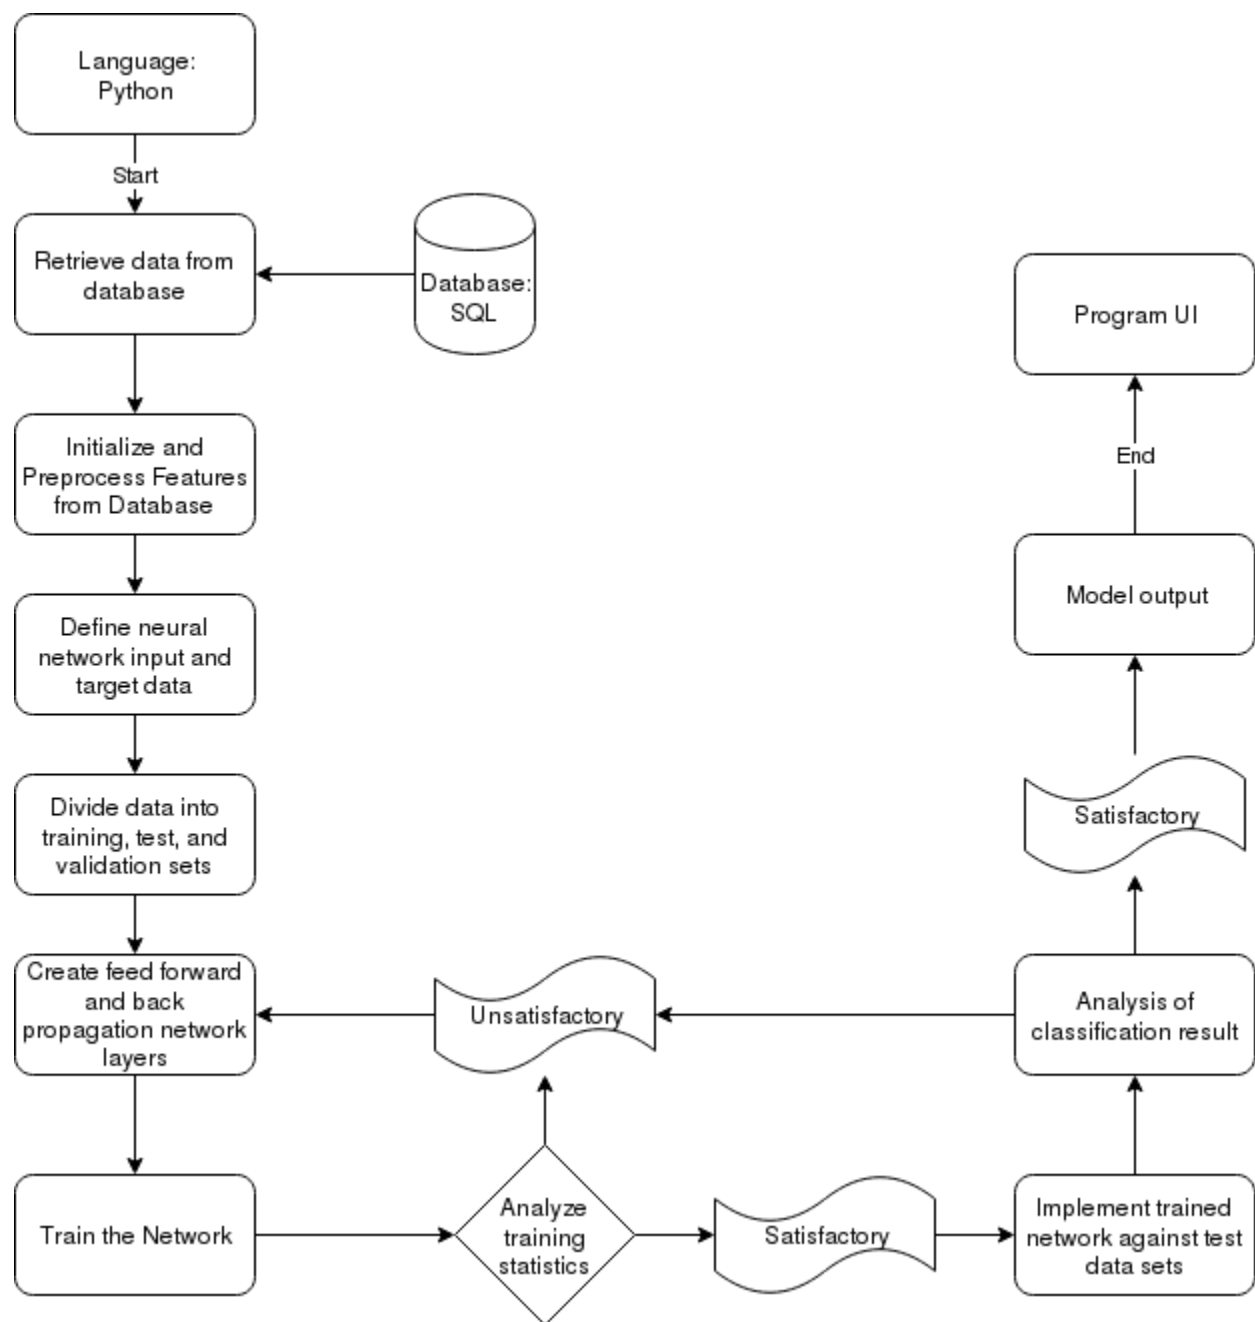 Language:
Python
Start
Retrieve data from
database
Database:
SQL
Initialize and
Preprocess Features
from Database
Define neural
network input and
target data
Divide data into
training, test, and
validation sets
Create feed forward
and back
propagation network
layers
Train the Network
Analyze
training
statistics
Unsatisfactory
Satisfactory
Implement trained
network against test
data sets
Analysis of
classification result
Satisfactory
Model output
End
Program UI